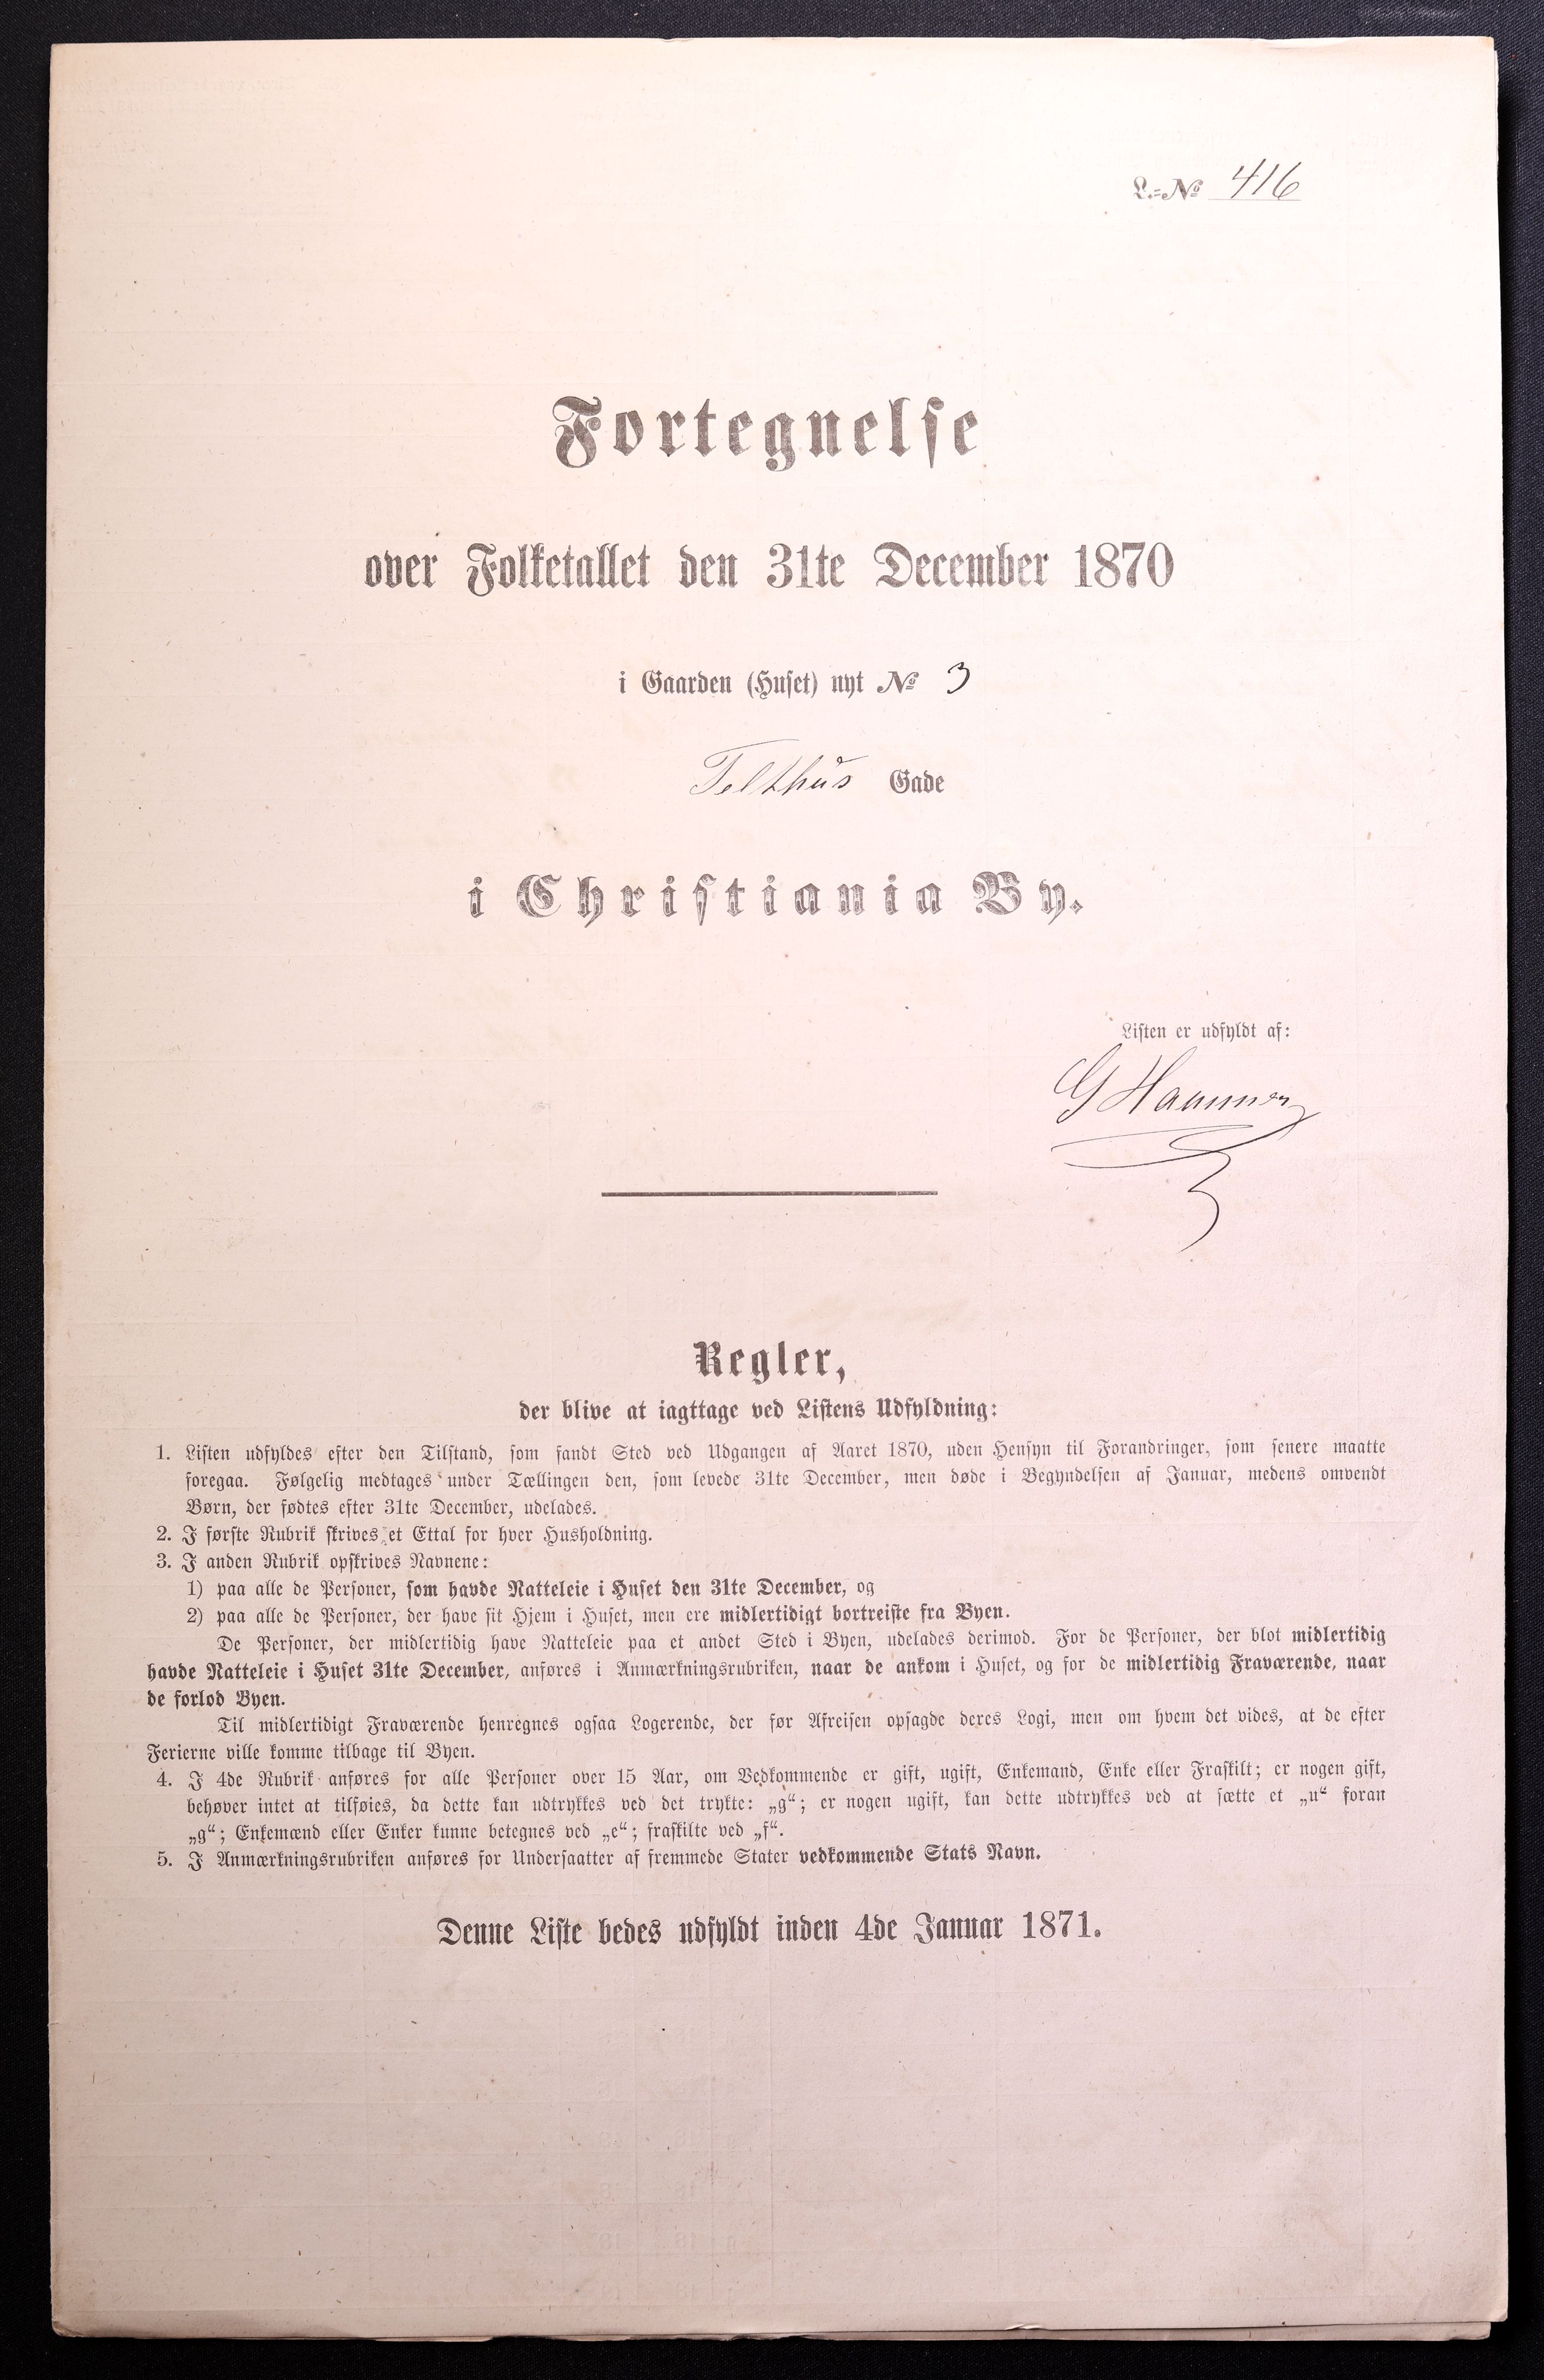 L.-No 416
Fortegnelse
over Folketallet den 31te December 1870
i Gaarden (Huset) nyt No 3
Telthus Gade
i Christiania By.
Listen er udfyldt af:
G Hammer
Regler,
der blive at iagttage ved Listens Udfyldning:
1. Listen udfyldes efter den Tilstand, som fandt Sted ved Udgangen af Aaret 1870, uden Hensyn til Forandringer, som senere maatte
foregaa. Følgelig medtages under Tællingen den, som levede 31te December, men døde i Begyndelsen af Januar, medens omvendt
Børn, der fødtes efter 31te December, udelades.
2. I første Rubrik skrives et Ettal for hver Husholdning.
3. I anden Rubrik opskrives Navnene:
1) paa alle de Personer, som havde Natteleie i Huset den 31te December, og
2) paa alle de Personer, der have sit Hjem i Huset, men ere midlertidigt bortreiste fra Byen.
De Personer, der midlertidig have Natteleie paa et andet Sted i Byen, udelades derimod. For de Personer, der blot midlertidig
havde Natteleie i Huset 31te December, anføres i Anmærkningsrubriken, naar de ankom i Huset, og for de midlertidig Fraværende, naar
de forlod Byen.
Til midlertidigt Fraværende henregnes ogsaa Logerende, der før Afreisen opsagde deres Logi, men om hvem det vides, at de efter
Ferierne ville komme tilbage til Byen.
4. I 4de Rubrik anføres for alle Personer over 15 Aar, om Vedkommende er gift, ugift, Enkemand, Enke eller Fraskilt; er nogen gift,
behøver intet at tilføies, da dette kan udtrykkes ved det trykte: „g“; er nogen ugift, kan dette udtrykkes ved at sætte et „u“ foran
„g“; Enkemænd eller Enker kunne betegnes ved „e“; fraskilte ved „f“.
5. I Anmærkningsrubriken anføres for Undersaatter af fremmede Stater vedkommende Stats Navn.
Denne Liste bedes udfyldt inden 4de Januar 1871.